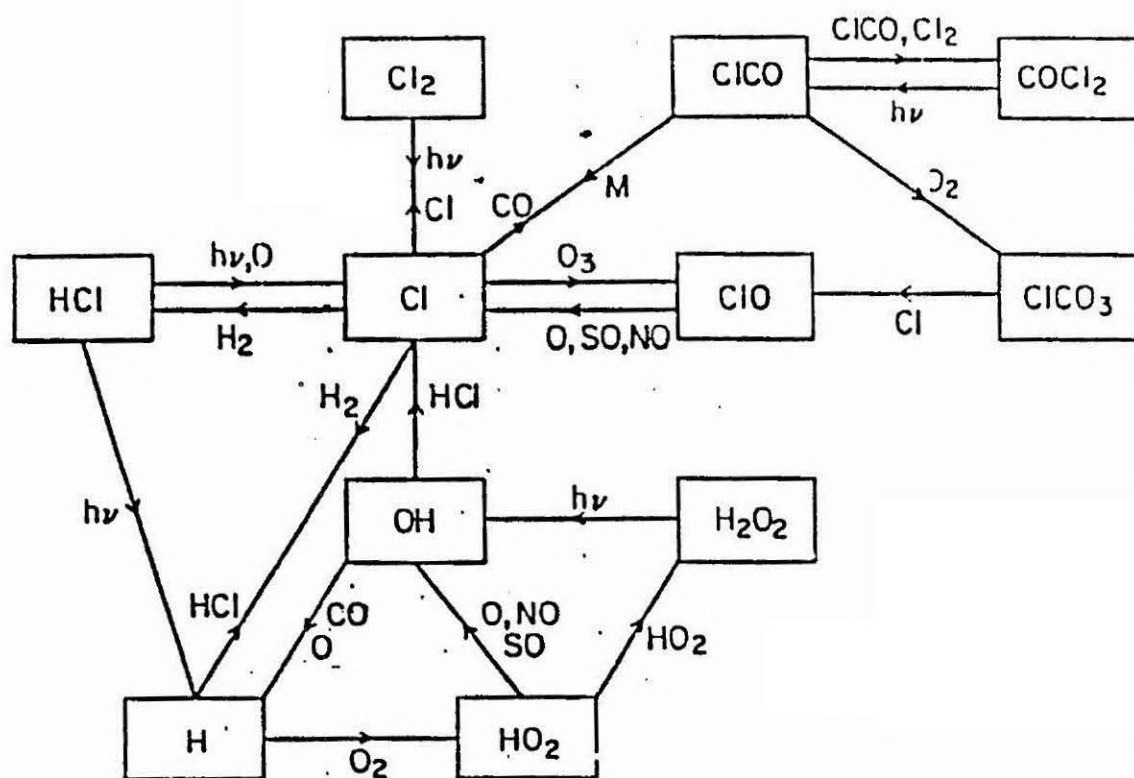 ClCO, Cl2
Cl2
ClCO
COCl2
hν
hν
M
O2
Cl
CO
hν,O
O3
HCl
Cl
ClO
ClCO3
H2
O,SO,NO
Cl
H2
HCl
hν
OH
hν
H2O2
HCl
CO
O
O,NO
SO
HO2
H
O2
HO2